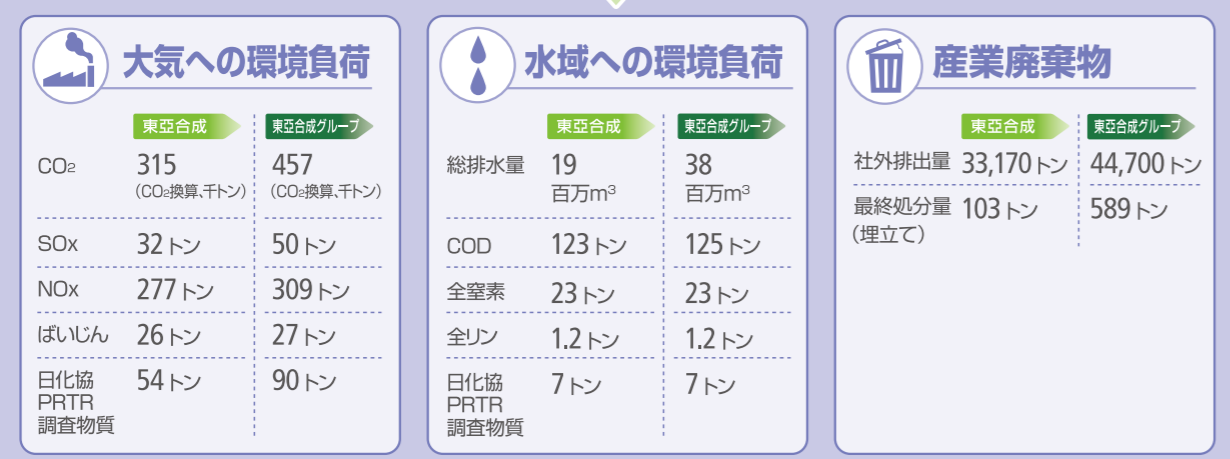 大気への環境負荷
東亞合成 東亞合成グループ
CO2 315 457
(CO2換算、千トン) (CO2換算、千トン)
SOx 32トン 50トン
NOx 277トン 309トン
ばいじん 26トン 27トン
日化協 54トン 90トン
PRTR
調査物質
水域への環境負荷
東亞合成 東亞合成グループ
総排水量 19 38
百万m³ 百万m³
COD 123トン 125トン
全窒素 23トン 23トン
全リン 1.2トン 1.2トン
日化協 7トン 7トン
PRTR
調査物質
産業廃棄物
東亞合成 東亞合成グループ
社外排出量 33,170トン 44,700トン
最終処分量 103トン 589トン
(埋立て)